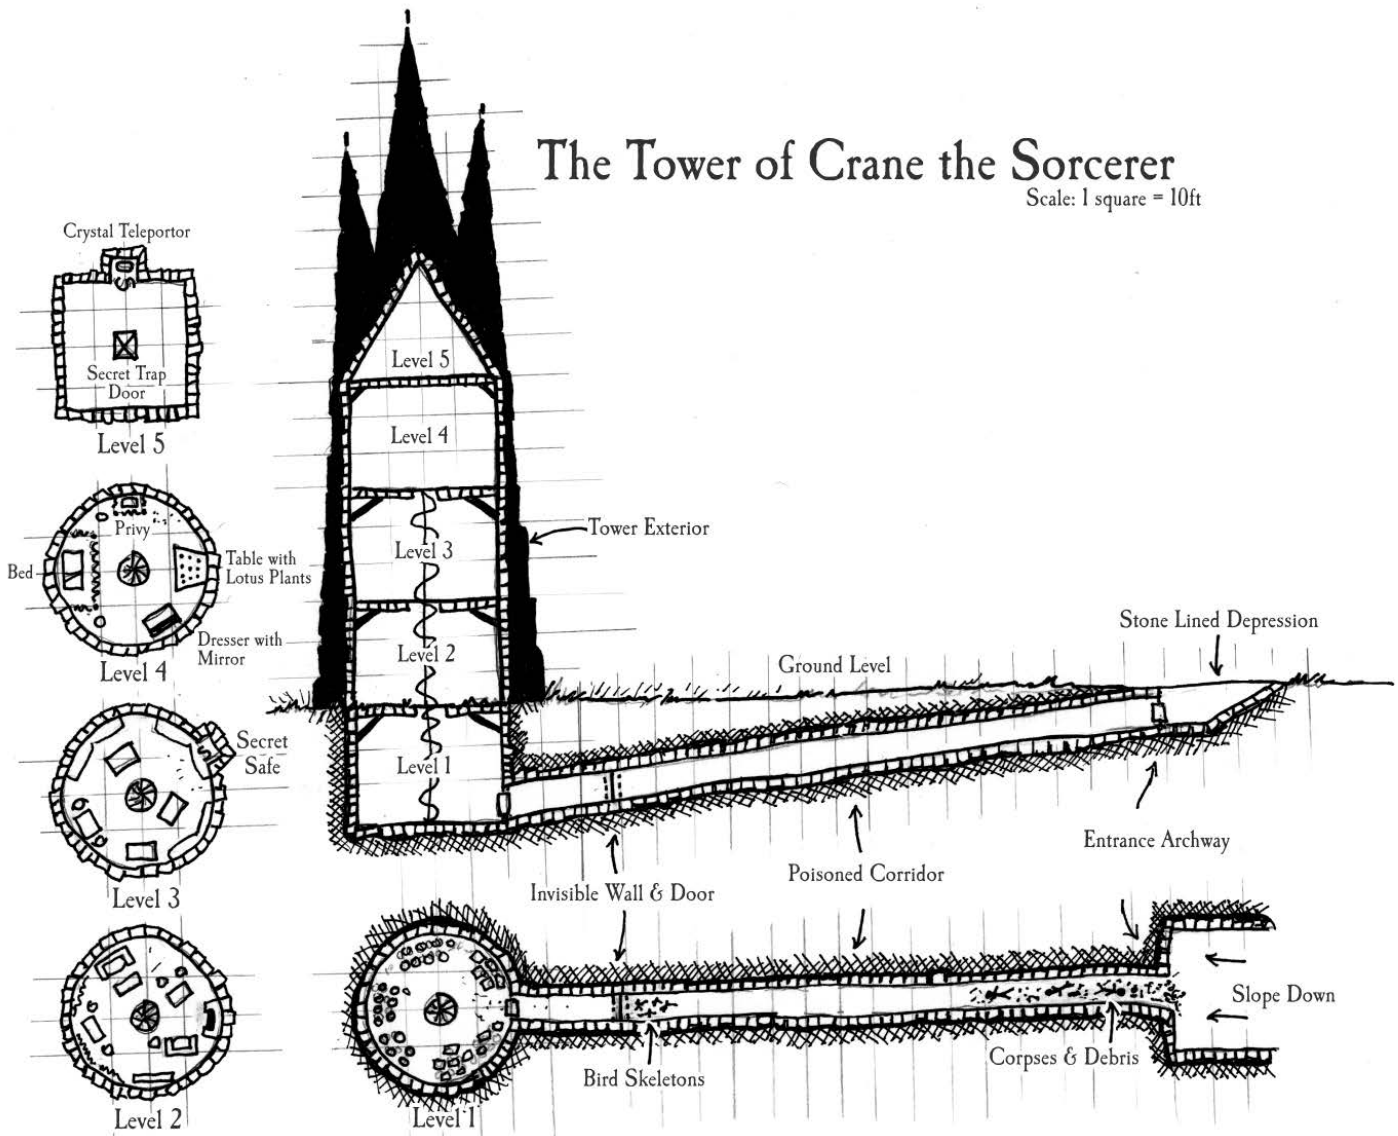 The Tower of Crane the Sorcerer
Scale: 1 square = 10ft
Crystal Teleportor
Secret Trap
Door
Level 5
Level 5
Level 4
Level 3
Level 2
Level 1
Tower Exterior
Privy
Bed
Table with
Lotus Plants
Dresser with
Mirror
Level 4
Secret
Safe
Level 3
Level 2
Ground Level
Stone Lined Depression
Entrance Archway
Poisoned Corridor
Invisible Wall & Door
Slope Down
Corpses & Debris
Bird Skeletons
Level 1